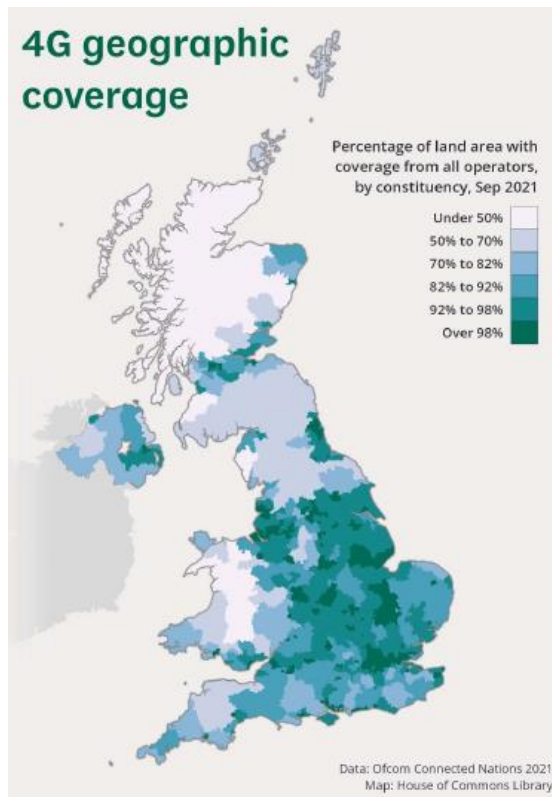 4G geographic
coverage
Percentage of land area with
coverage from all operators,
by constituency, Sep 2021
Under 50%
50% to 70%
70% to 82%
82% to 92%
92% to 98%
Over 98%
Data: Ofcom Connected Nations 2021
Map: House of Commons Library